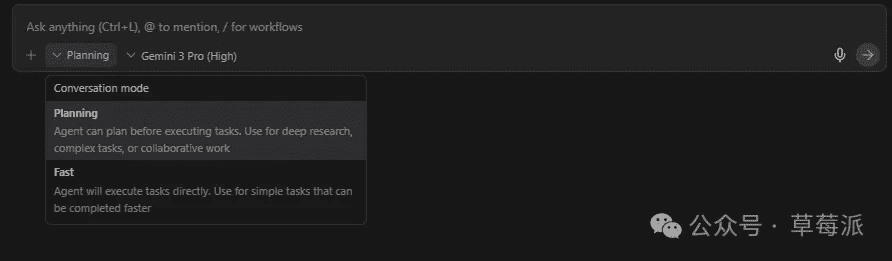 Ask anything (Ctrl+L), @ to mention, / for workflows
Planning
Gemini 3 Pro (High)
Conversation mode
Planning
Agent can plan before executing tasks. Use for deep research,
complex tasks, or collaborative work
Fast
Agent will execute tasks directly. Use for simple tasks that can
be completed faster
公众号 · 草莓派